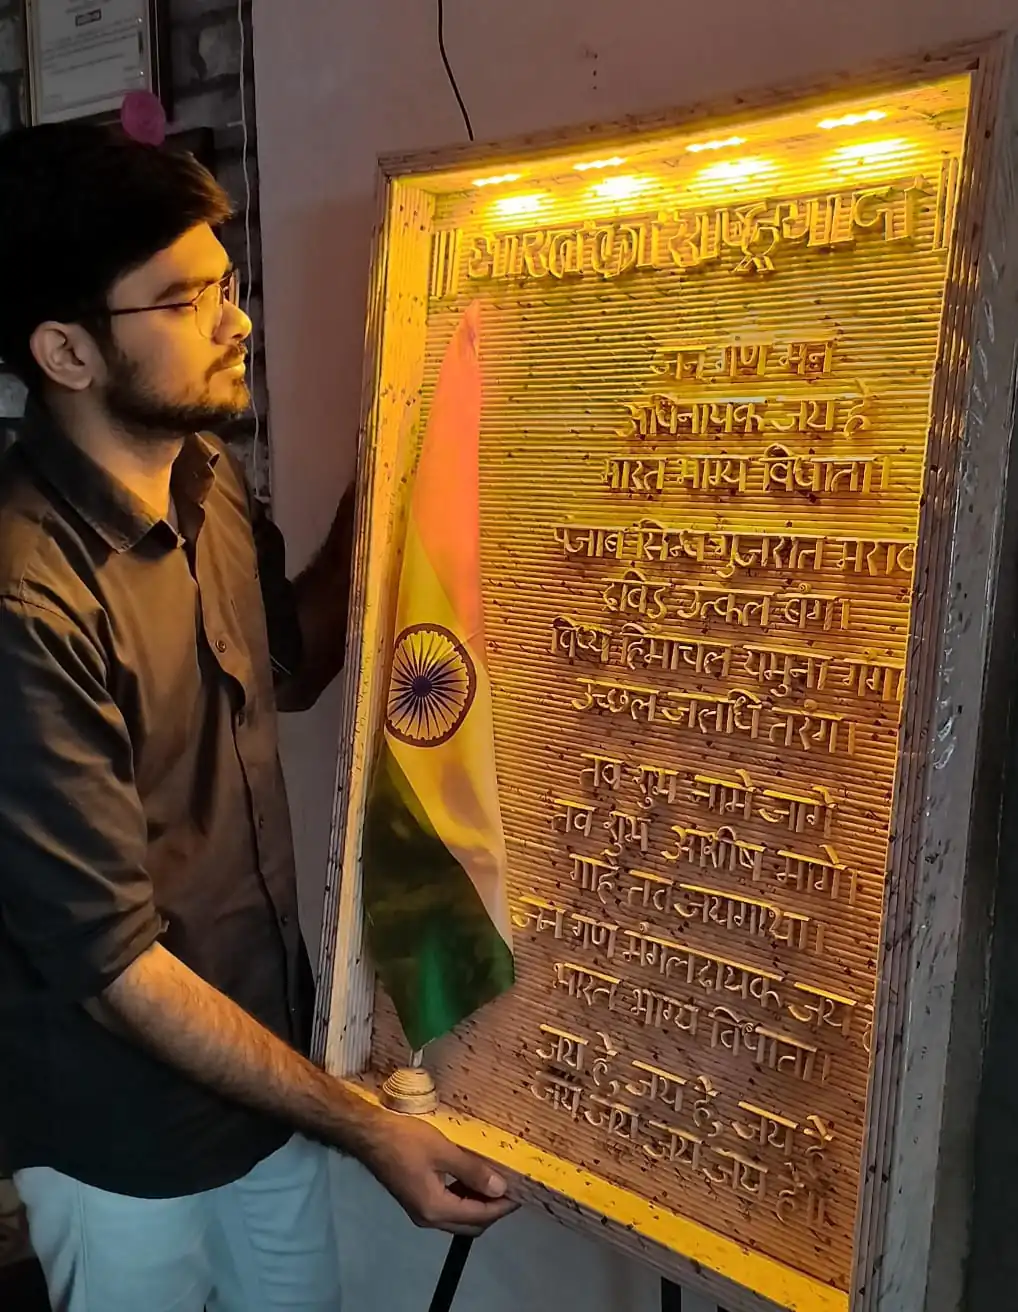 ॥ भारत का राष्ट्रगान ॥
जन गण मन
अधिनायक जय हे
भारत भाग्य विधाता।
पंजाब सिन्ध गुजरात मराठ
द्रविड़ उत्कल बंग।
विंध्य हिमाचल यमुना गंगा
उच्छल जलधि तरंग।
तव शुभ नामे जागे
तव शुभ आशीष मागे।
गाहे तव जयगाथा।
जन गण मंगलदायक जय हे
भारत भाग्य विधाता।
जय हे, जय हे, जय हे
जय जय जय जय हे॥